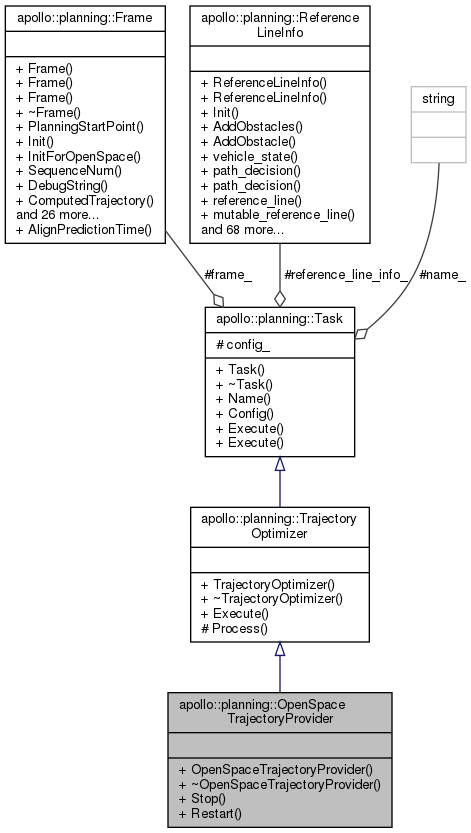 apollo::planning::Frame
+ Frame()
+ Frame()
+ Frame()
+ ~Frame()
+ PlanningStartPoint()
+ Init()
+ InitForOpenSpace()
+ SequenceNum()
+ DebugString()
+ ComputedTrajectory()
and 26 more...
+ AlignPredictionTime()
apollo::planning::Reference
LineInfo
+ ReferenceLineInfo()
+ ReferenceLineInfo()
+ Init()
+ AddObstacles()
+ AddObstacle()
+ vehicle_state()
+ path_decision()
+ path_decision()
+ reference_line()
+ mutable_reference_line()
and 68 more...
string
#frame_
#reference_line_info_
#name_
apollo::planning::Task
# config_
+ Task()
+ ~Task()
+ Name()
+ Config()
+ Execute()
+ Execute()
apollo::planning::Trajectory
Optimizer
+ TrajectoryOptimizer()
+ ~TrajectoryOptimizer()
+ Execute()
# Process()
apollo::planning::OpenSpace
TrajectoryProvider
+ OpenSpaceTrajectoryProvider()
+ ~OpenSpaceTrajectoryProvider()
+ Stop()
+ Restart()